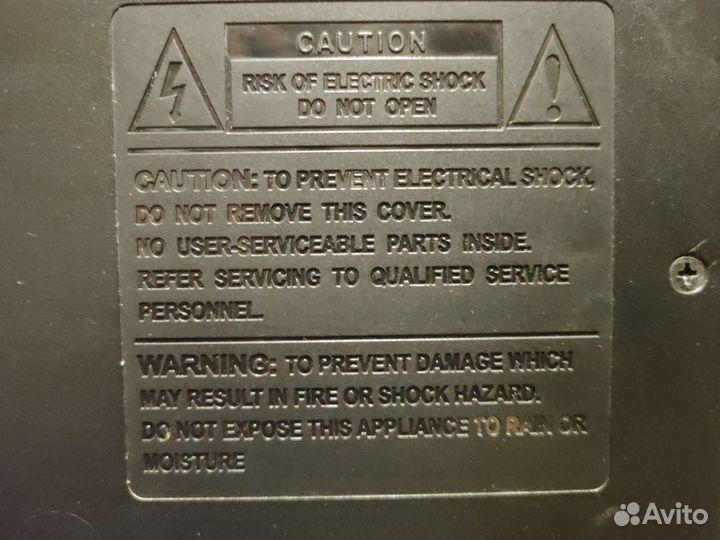 CAUTION
RISK OF ELECTRIC SHOCK
DO NOT OPEN
CAUTION: TO PREVENT ELECTRICAL SHOCK,
DO NOT REMOVE THIS COVER.
NO USER-SERVICEABLE PARTS INSIDE.
REFER SERVICING TO QUALIFIED SERVICE
PERSONNEL.
WARNING: TO PREVENT DAMAGE WHICH
MAY RESULT IN FIRE OR SHOCK HAZARD.
DO NOT EXPOSE THIS APPLIANCE TO RAIN OR
MOISTURE
Avito